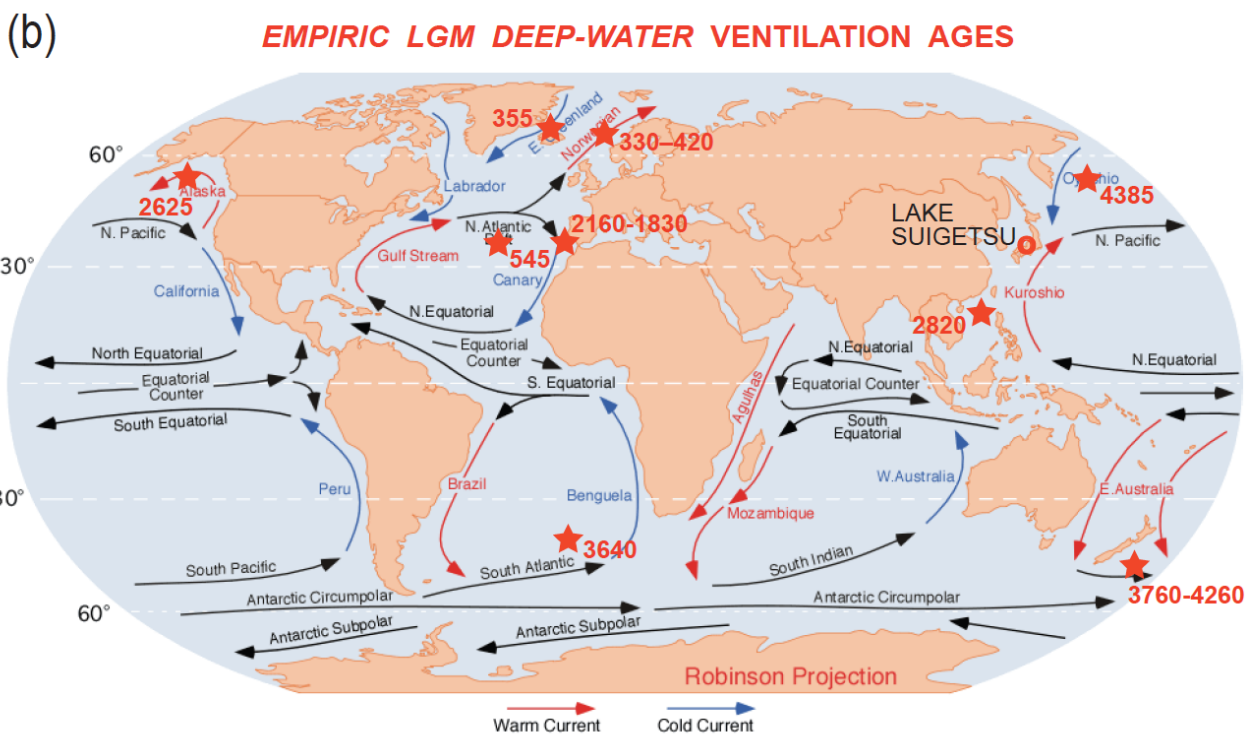 (b)
EMPIRIC LGM DEEP-WATER VENTILATION AGES
355
E. Greenland
Norwegian
330–420
60°
Alaska
2625
Labrador
Oyashio
4385
N. Pacific
N.Atlantic
2160-1830
545
LAKE
SUIGETSU
N. Pacific
30°
Gulf Stream
Canary
California
Kuroshio
2820
N.Equatorial
North Equatorial
Equatorial
Counter
N.Equatorial
N.Equatorial
Equatorial
Counter
S. Equatorial
Agulhas
Equatorial Counter
South Equatorial
South
Equatorial
Peru
Brazil
Benguela
W.Australia
E.Australia
30°
Mozambique
3640
South Pacific
South Atlantic
South Indian
3760-4260
60°
Antarctic Circumpolar
Antarctic Circumpolar
Antarctic Subpolar
Antarctic Subpolar
Robinson Projection
Warm Current
Cold Current